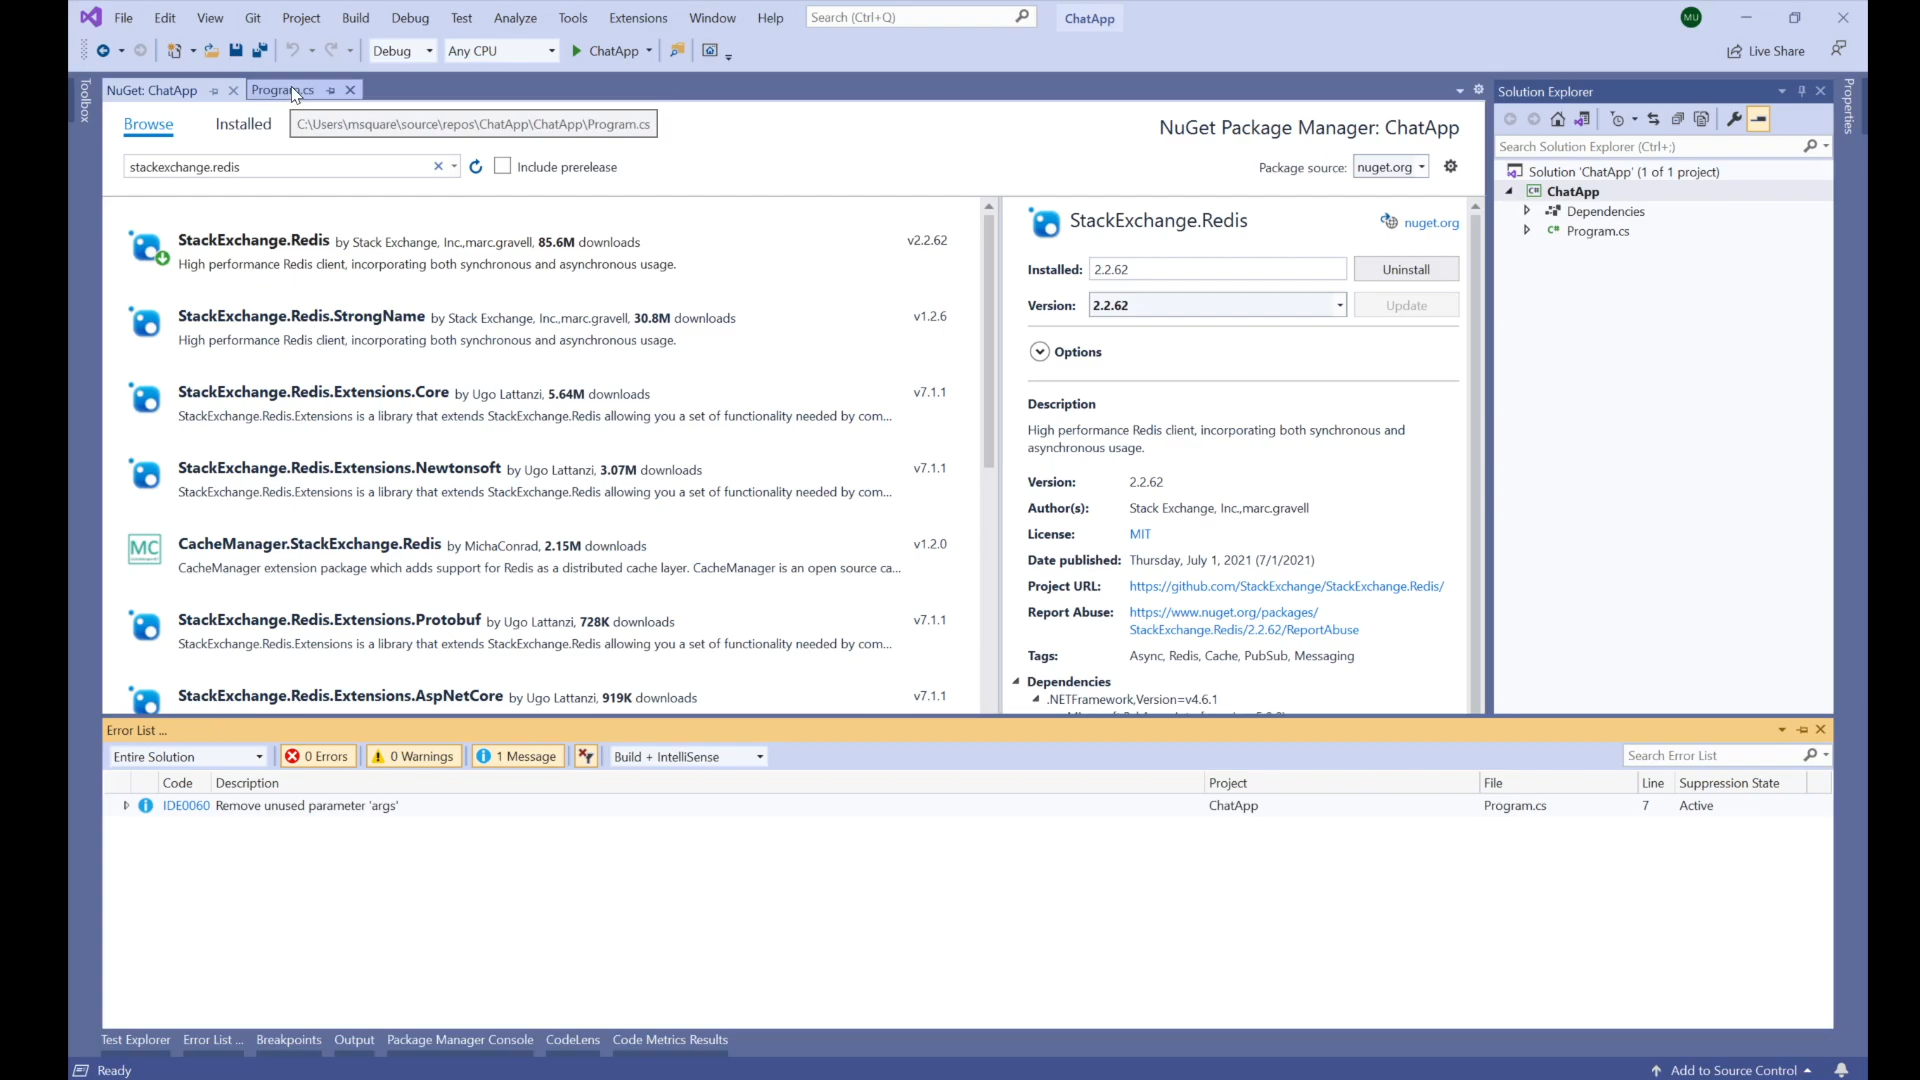 File Edit View Git Project Build Debug Test Analyze Tools Extensions Window Help Search (Ctrl+Q) ChatApp MU
Debug Any CPU ChatApp Live Share
Toolbox
NuGet: ChatApp Program.cs
Browse Installed C:\Users\msquare\source\repos\ChatApp\ChatApp\Program.cs NuGet Package Manager: ChatApp
stackexchange.redis Include prerelease Package source: nuget.org
StackExchange.Redis by Stack Exchange, Inc.,marc.gravell, 85.6M downloads v2.2.62
High performance Redis client, incorporating both synchronous and asynchronous usage.
StackExchange.Redis.StrongName by Stack Exchange, Inc.,marc.gravell, 30.8M downloads v1.2.6
High performance Redis client, incorporating both synchronous and asynchronous usage.
StackExchange.Redis.Extensions.Core by Ugo Lattanzi, 5.64M downloads v7.1.1
StackExchange.Redis.Extensions is a library that extends StackExchange.Redis allowing you a set of functionality needed by com...
StackExchange.Redis.Extensions.Newtonsoft by Ugo Lattanzi, 3.07M downloads v7.1.1
StackExchange.Redis.Extensions is a library that extends StackExchange.Redis allowing you a set of functionality needed by com...
MC CacheManager.StackExchange.Redis by MichaConrad, 2.15M downloads v1.2.0
CacheManager extension package which adds support for Redis as a distributed cache layer. CacheManager is an open source ca...
StackExchange.Redis.Extensions.Protobuf by Ugo Lattanzi, 728K downloads v7.1.1
StackExchange.Redis.Extensions is a library that extends StackExchange.Redis allowing you a set of functionality needed by com...
StackExchange.Redis.Extensions.AspNetCore by Ugo Lattanzi, 919K downloads v7.1.1
StackExchange.Redis nuget.org
Installed: 2.2.62 Uninstall
Version: 2.2.62 Update
Options
Description
High performance Redis client, incorporating both synchronous and
asynchronous usage.
Version: 2.2.62
Author(s): Stack Exchange, Inc.,marc.gravell
License: MIT
Date published: Thursday, July 1, 2021 (7/1/2021)
Project URL: https://github.com/StackExchange/StackExchange.Redis/
Report Abuse: https://www.nuget.org/packages/
StackExchange.Redis/2.2.62/ReportAbuse
Tags: Async, Redis, Cache, PubSub, Messaging
Dependencies
.NETFramework,Version=v4.6.1
Solution Explorer
Search Solution Explorer (Ctrl+;)
Solution 'ChatApp' (1 of 1 project)
C# ChatApp
Dependencies
C# Program.cs
Properties
Error List ...
Entire Solution 0 Errors 0 Warnings 1 Message Build + IntelliSense Search Error List
Code Description Project File Line Suppression State
IDE0060 Remove unused parameter 'args' ChatApp Program.cs 7 Active
Test Explorer Error List ... Breakpoints Output Package Manager Console CodeLens Code Metrics Results
Ready Add to Source Control